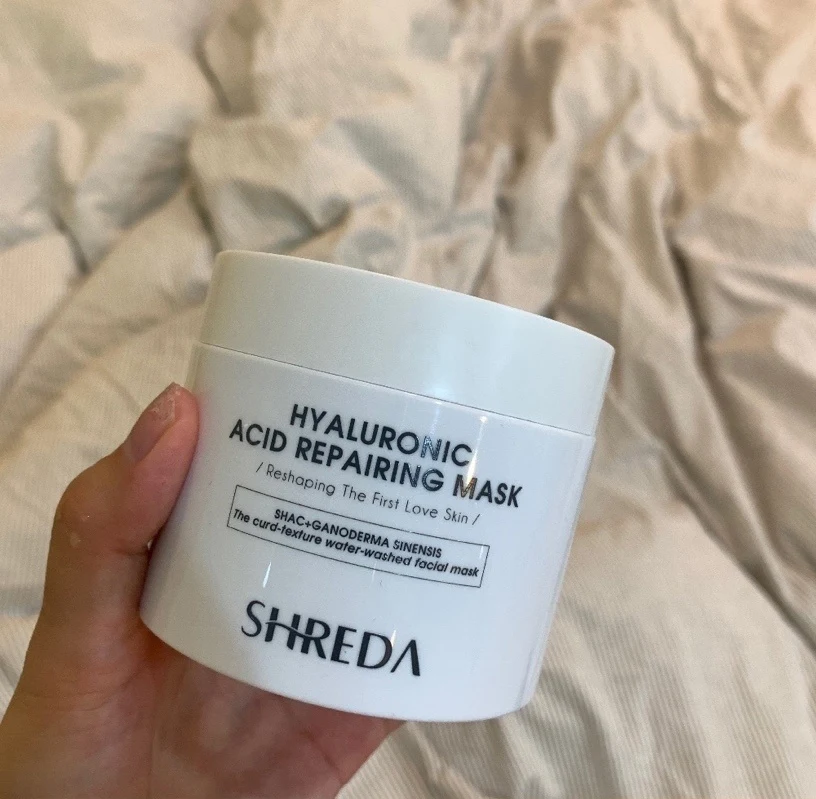 HYALURONIC
ACID REPAIRING MASK
/ Reshaping The First Love Skin /
SHAC+GANODERMA SINENSIS
The curd-texture water-washed facial mask
SHREDA